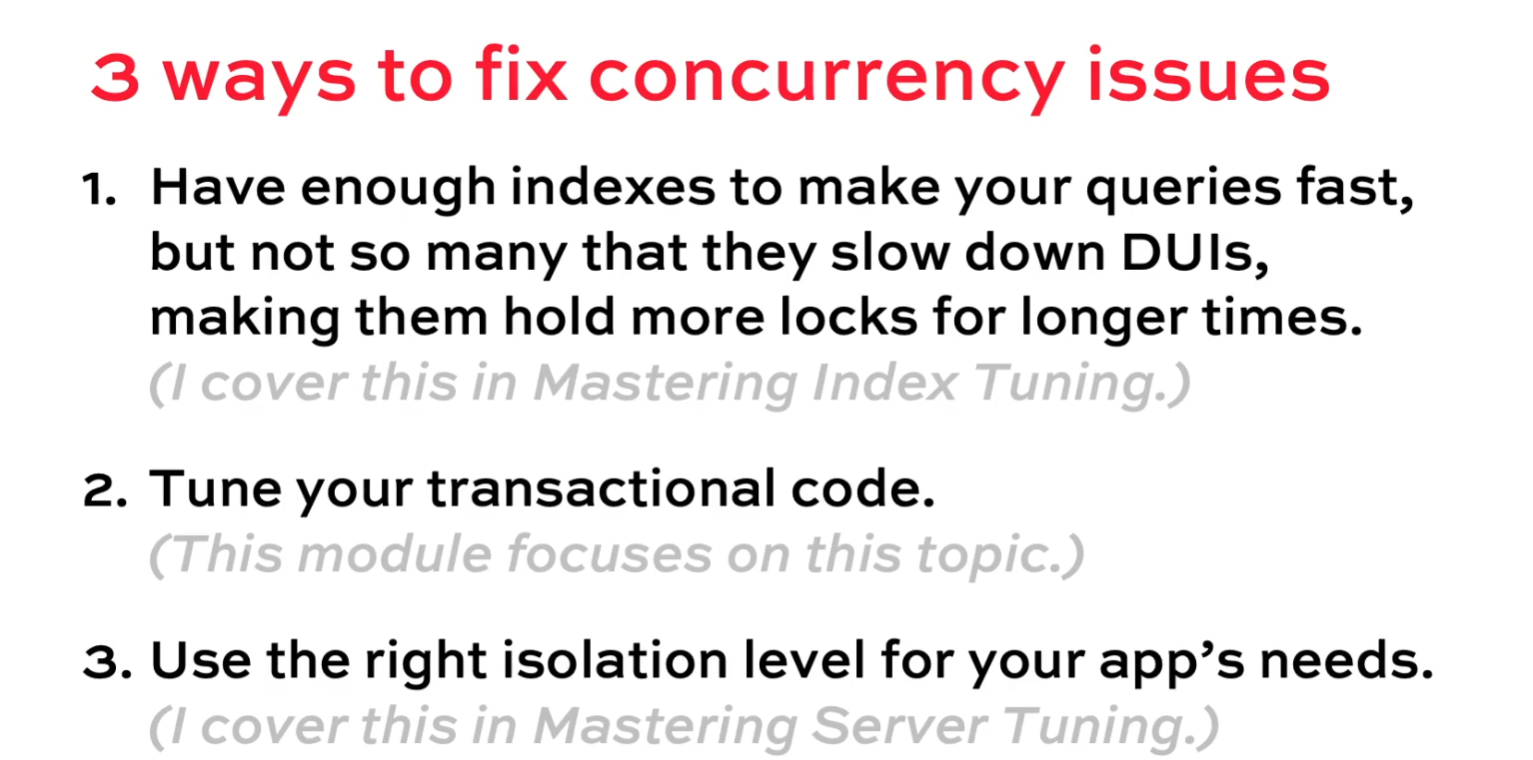 3 ways to fix concurrency issues
1. Have enough indexes to make your queries fast,
but not so many that they slow down DUIs,
making them hold more locks for longer times.
(I cover this in Mastering Index Tuning.)
2. Tune your transactional code.
(This module focuses on this topic.)
3. Use the right isolation level for your app’s needs.
(I cover this in Mastering Server Tuning.)